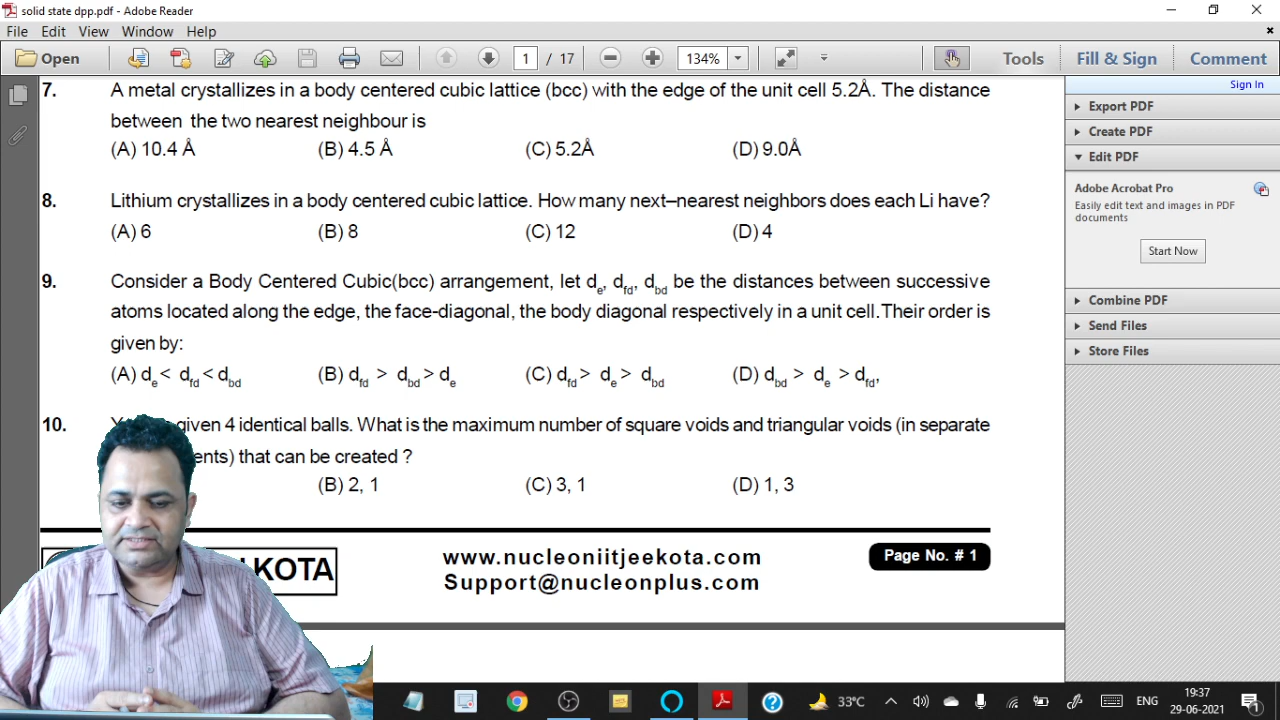 solid state dpp.pdf - Adobe Reader
File Edit View Window Help
Open 1 / 17 134% Tools Fill & Sign Comment
Sign In
7. A metal crystallizes in a body centered cubic lattice (bcc) with the edge of the unit cell 5.2Å. The distance
between the two nearest neighbour is
(A) 10.4 Å (B) 4.5 Å (C) 5.2Å (D) 9.0Å
8. Lithium crystallizes in a body centered cubic lattice. How many next–nearest neighbors does each Li have?
(A) 6 (B) 8 (C) 12 (D) 4
9. Consider a Body Centered Cubic(bcc) arrangement, let de, dfd, dbd be the distances between successive
atoms located along the edge, the face-diagonal, the body diagonal respectively in a unit cell.Their order is
given by:
(A) de < dfd < dbd (B) dfd > dbd > de (C) dfd > de > dbd (D) dbd > de > dfd,
10. given 4 identical balls. What is the maximum number of square voids and triangular voids (in separate
ents) that can be created ?
(B) 2, 1 (C) 3, 1 (D) 1, 3
KOTA
www.nucleoniitjeekota.com
Support@nucleonplus.com
Page No. # 1
Export PDF
Create PDF
Edit PDF
Adobe Acrobat Pro
Easily edit text and images in PDF
documents
Start Now
Combine PDF
Send Files
Store Files
33°C ENG 19:37
29-06-2021
1